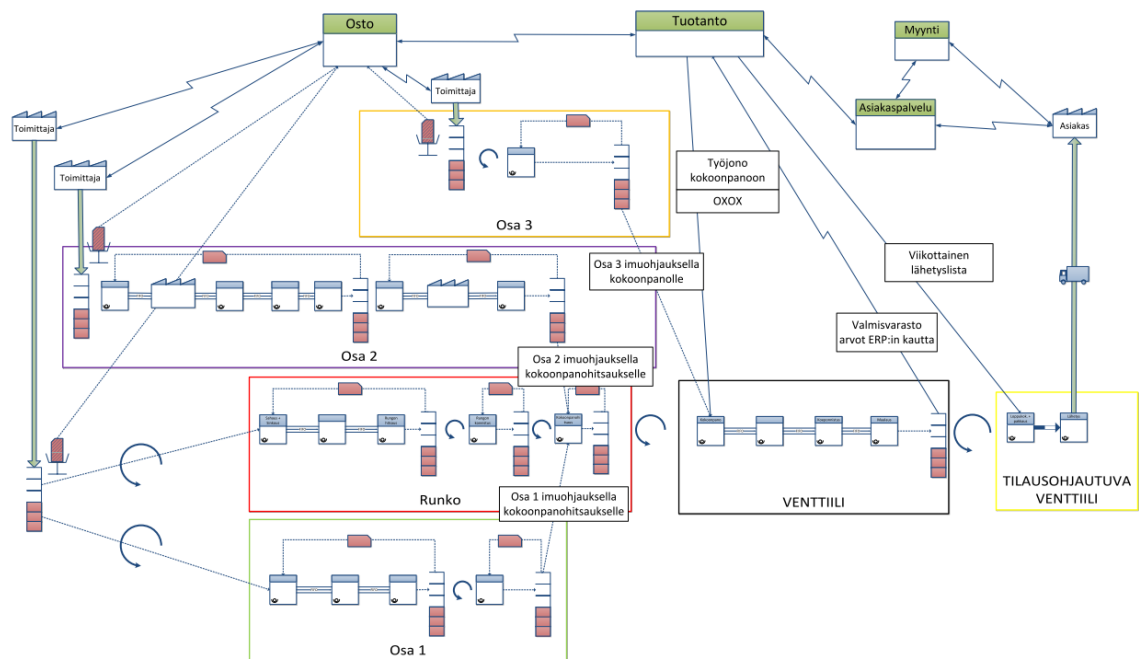 Osto
Tuotanto
Myynti
Asiakaspalvelu
Asiakas
Toimittaja
Toimittaja
Toimittaja
Työjono
kokoonpanoon
OXOX
Osa 3
Osa 3 imuohjauksella
kokoonpanolle
Viikottainen
lähetyslista
Valmisvarasto
arvot ERP:in kautta
Osa 2
Osa 2 imuohjauksella
kokoonpanohitsaukselle
Runko
Osa 1 imuohjauksella
kokoonpanohitsaukselle
VENTTIILI
TILAUSOHJAUTUVA
VENTTIILI
Osa 1